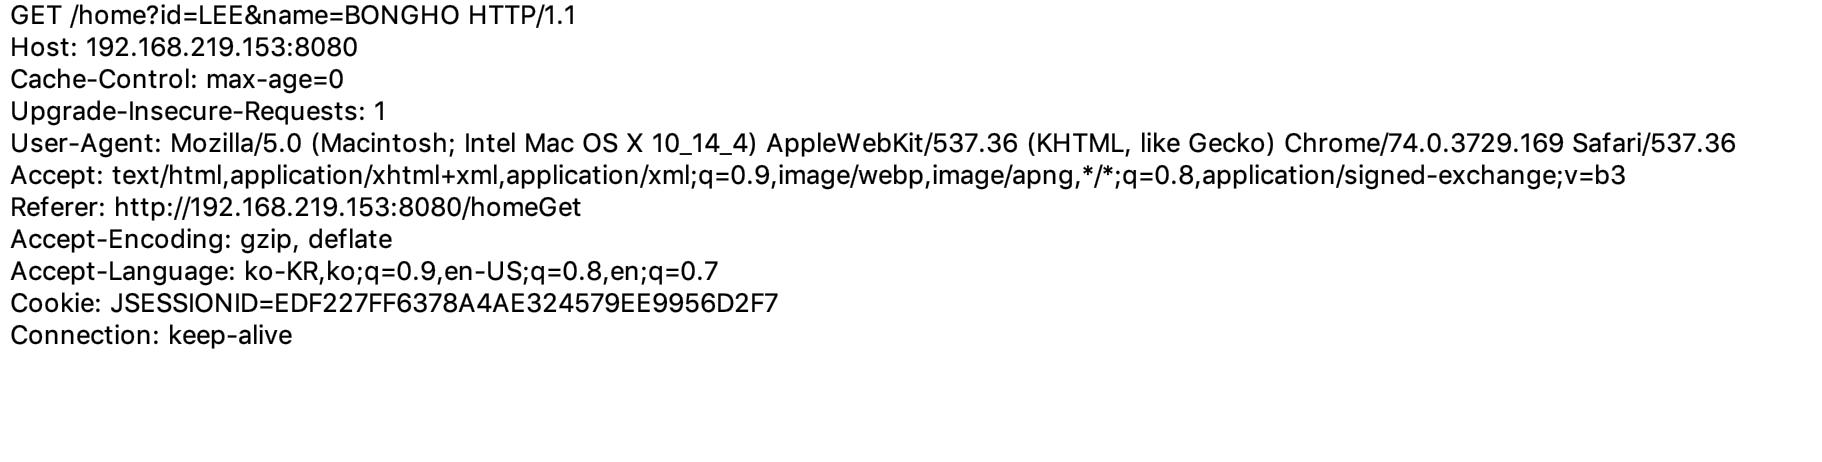 GET /home?id=LEE&name=BONGHO HTTP/1.1
Host: 192.168.219.153:8080
Cache-Control: max-age=0
Upgrade-Insecure-Requests: 1
User-Agent: Mozilla/5.0 (Macintosh; Intel Mac OS X 10_14_4) AppleWebKit/537.36 (KHTML, like Gecko) Chrome/74.0.3729.169 Safari/537.36
Accept: text/html,application/xhtml+xml,application/xml;q=0.9,image/webp,image/apng,*/*;q=0.8,application/signed-exchange;v=b3
Referer: http://192.168.219.153:8080/homeGet
Accept-Encoding: gzip, deflate
Accept-Language: ko-KR,ko;q=0.9,en-US;q=0.8,en;q=0.7
Cookie: JSESSIONID=EDF227FF6378A4AE324579EE9956D2F7
Connection: keep-alive